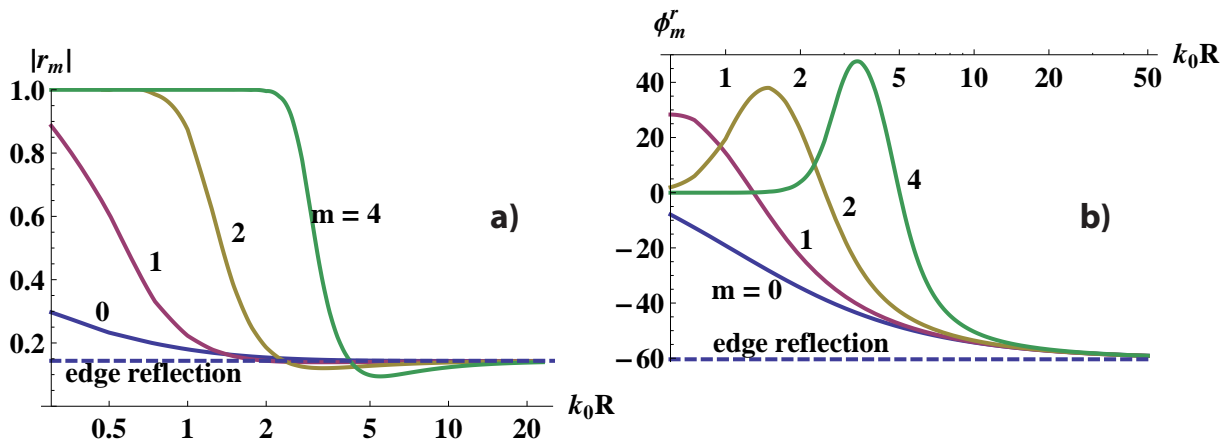 |r_m|
1.0
0.8
0.6
0.4
0.2
0
1
2
m = 4
a)
edge reflection
k_0R
0.5 1 2 5 10 20
ϕ_m^r
k_0R
1 2 5 10 20 50
40
20
0
−20
−40
−60
4
2
1
m = 0
b)
edge reflection